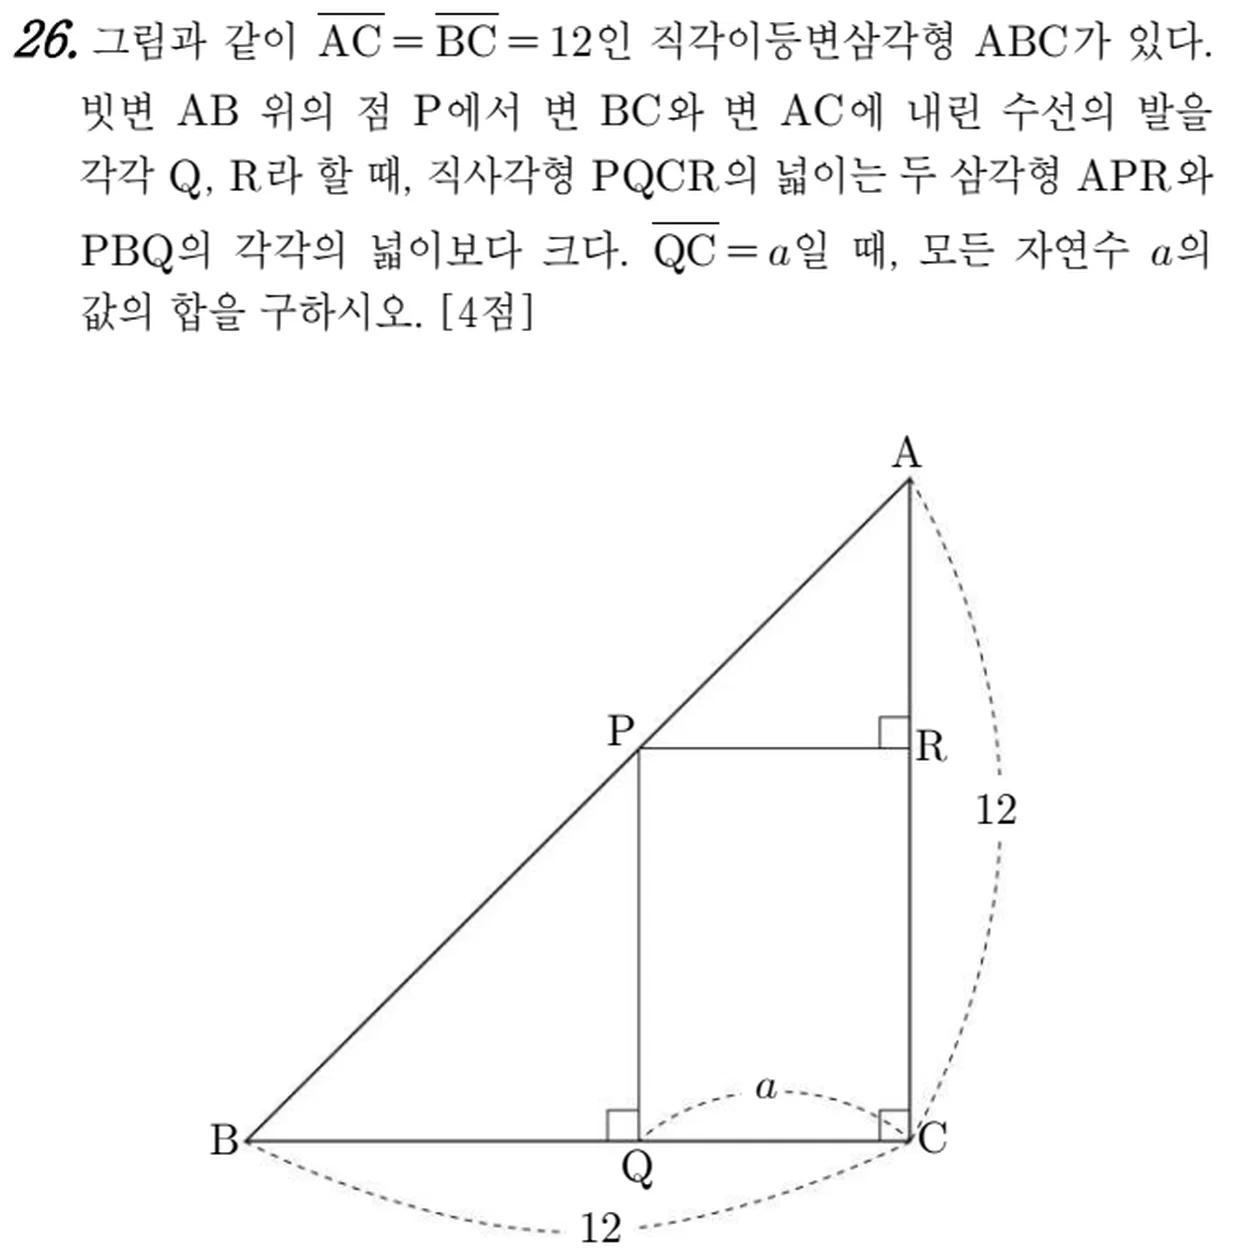 26. 그림과 같이 AC = BC = 12인 직각이등변삼각형 ABC가 있다.
빗변 AB 위의 점 P에서 변 BC와 변 AC에 내린 수선의 발을
각각 Q, R라 할 때, 직사각형 PQCR의 넓이는 두 삼각형 APR와
PBQ의 각각의 넓이보다 크다. QC = a일 때, 모든 자연수 a의
값의 합을 구하시오. [4점]
A
P
R
12
a
B
Q
C
12